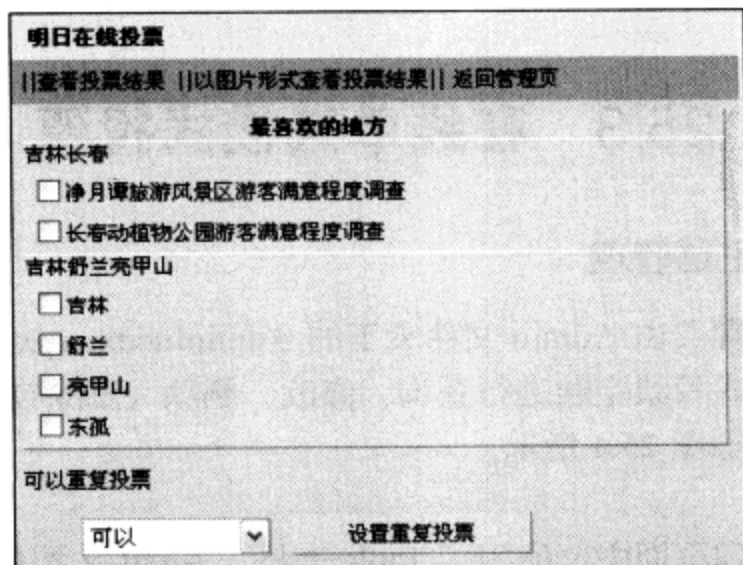 明日在线投票
||查看投票结果 ||以图片形式查看投票结果|| 返回管理页
最喜欢的地方
吉林长春
净月谭旅游风景区游客满意程度调查
长春动植物公园游客满意程度调查
吉林舒兰亮甲山
吉林
舒兰
亮甲山
东孤
可以重复投票
可以
设置重复投票